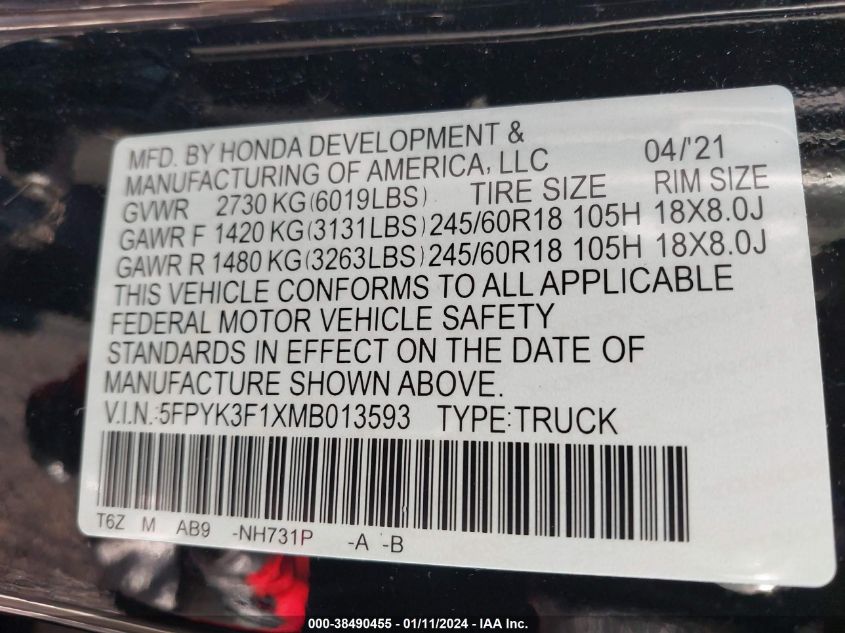 MFD. BY HONDA DEVELOPMENT &
MANUFACTURING OF AMERICA, LLC 04/'21
GVWR 2730 KG(6019LBS) TIRE SIZE RIM SIZE
GAWR F 1420 KG(3131LBS)245/60R18 105H 18X8.0J
GAWR R 1480 KG(3263LBS)245/60R18 105H 18X8.0J
THIS VEHICLE CONFORMS TO ALL APPLICABLE
FEDERAL MOTOR VEHICLE SAFETY
STANDARDS IN EFFECT ON THE DATE OF
MANUFACTURE SHOWN ABOVE.
V.I.N.:5FPYK3F1XMB013593 TYPE:TRUCK
T6Z M AB9 -NH731P -A -B
000-38490455 - 01/11/2024 - IAA Inc.